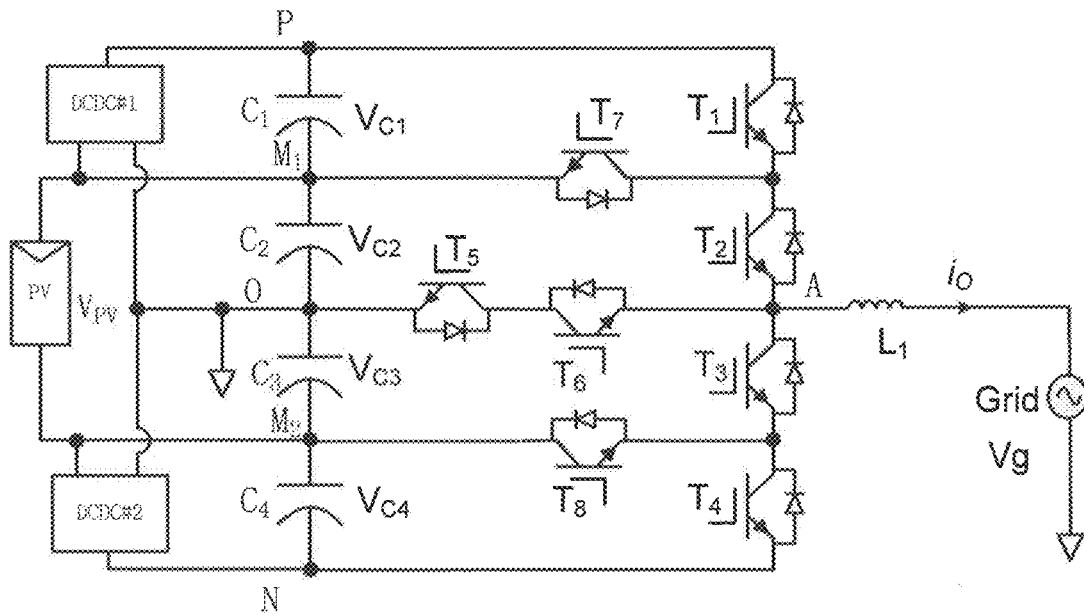 P
DCDC#1
C1
VC1
T7
T1
M1
C2
VC2
T5
T2
PV
VPV
O
A
iO
L1
C3
VC3
T6
T3
Grid
Vg
M2
C4
VC4
T8
T4
DCDC#2
N